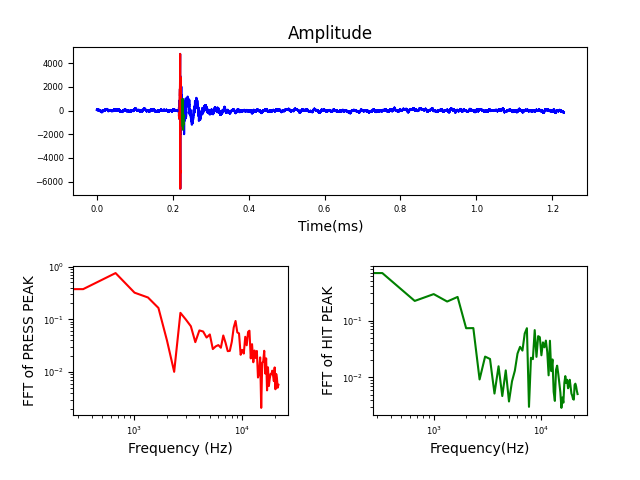 Amplitude
4000
2000
0
−2000
−4000
−6000
0.0 0.2 0.4 0.6 0.8 1.0 1.2
Time(ms)
FFT of PRESS PEAK
10⁰
10⁻¹
10⁻²
10³ 10⁴
Frequency (Hz)
FFT of HIT PEAK
10⁻¹
10⁻²
10³ 10⁴
Frequency(Hz)